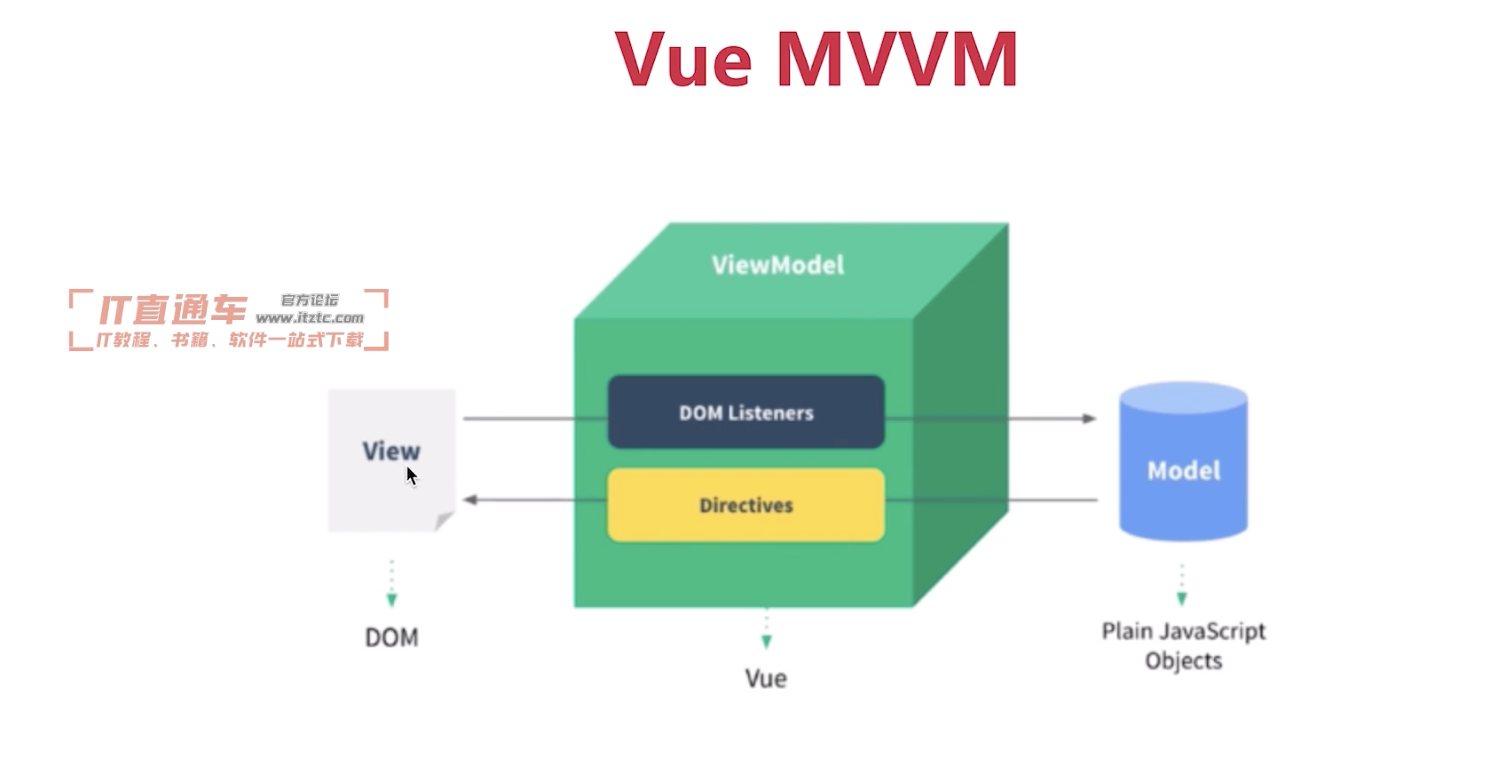 Vue MVVM
ViewModel
IT直通车
官方论坛
www.itztc.com
IT教程、书籍、软件一站式下载
DOM Listeners
View
Model
Directives
DOM
Plain JavaScript
Objects
Vue